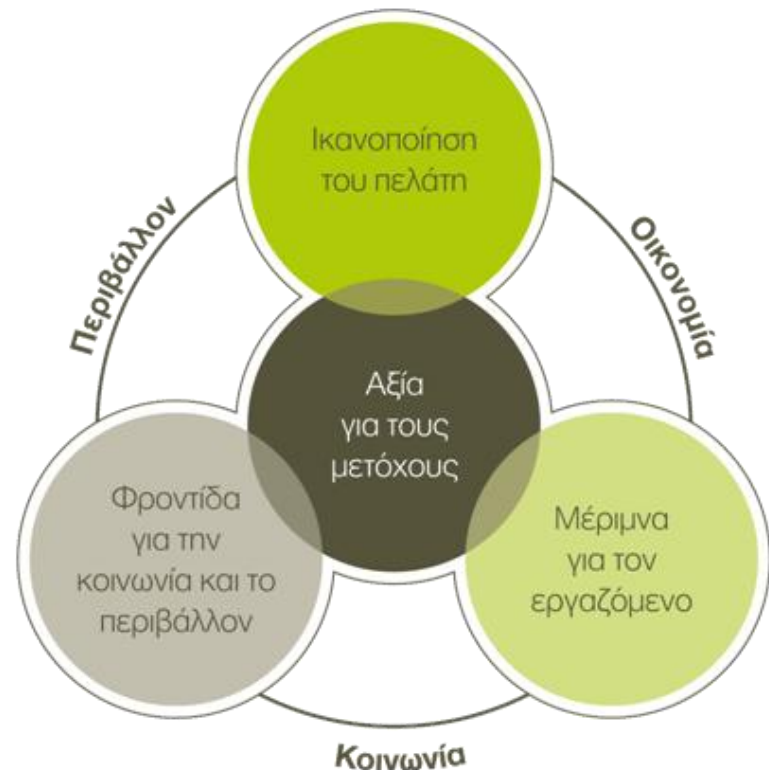 Ικανοποίηση
του πελάτη
Περιβάλλον
Οικονομία
Αξία
για τους
μετόχους
Φροντίδα
για την
κοινωνία και το
περιβάλλον
Μέριμνα
για τον
εργαζόμενο
Κοινωνία